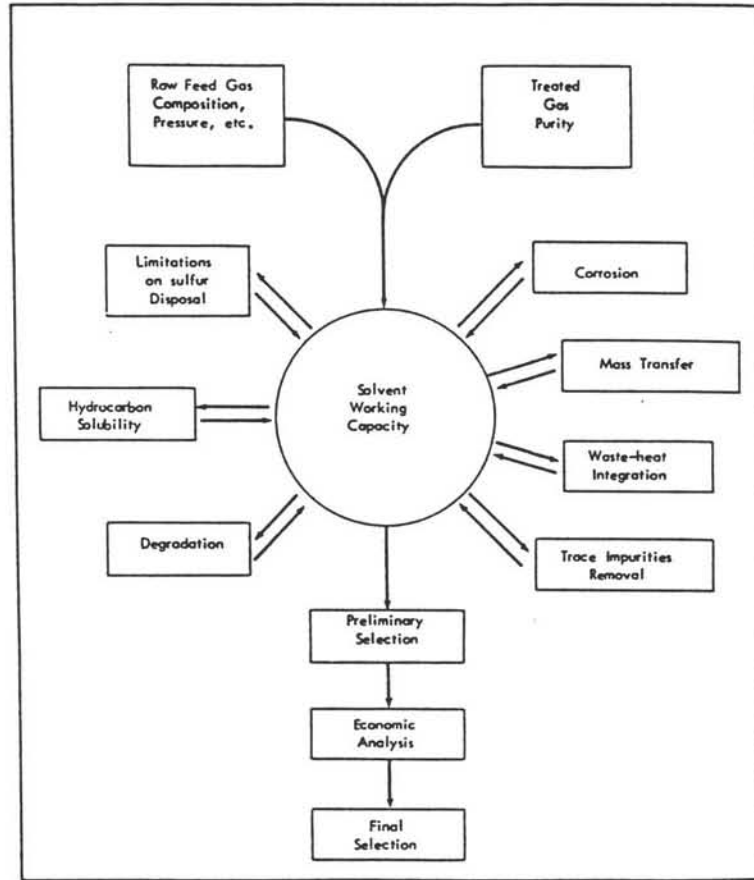 Raw Feed Gas
Composition,
Pressure, etc.
Treated
Gas
Purity
Limitations
on sulfur
Disposal
Corrosion
Mass Transfer
Solvent
Working
Capacity
Hydrucarbon
Solubility
Waste-heat
Integration
Degradation
Trace Impurities
Removal
Preliminary
Selection
Economic
Analysis
Final
Selection